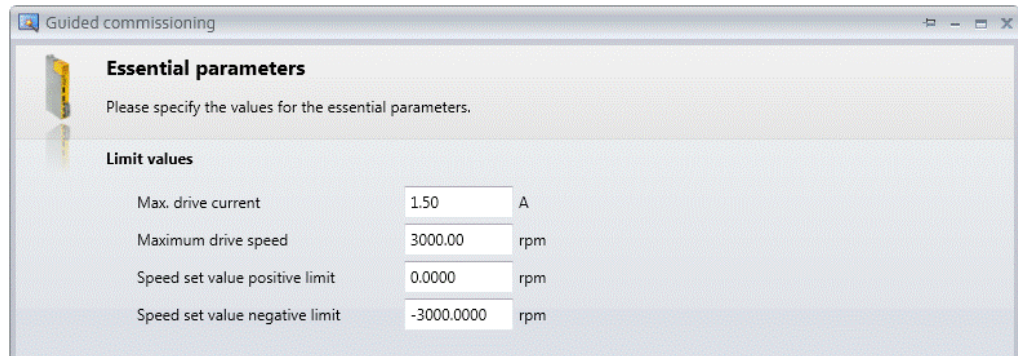 Guided commissioning
Essential parameters
Please specify the values for the essential parameters.
Limit values
Max. drive current 1.50 A
Maximum drive speed 3000.00 rpm
Speed set value positive limit 0.0000 rpm
Speed set value negative limit -3000.0000 rpm